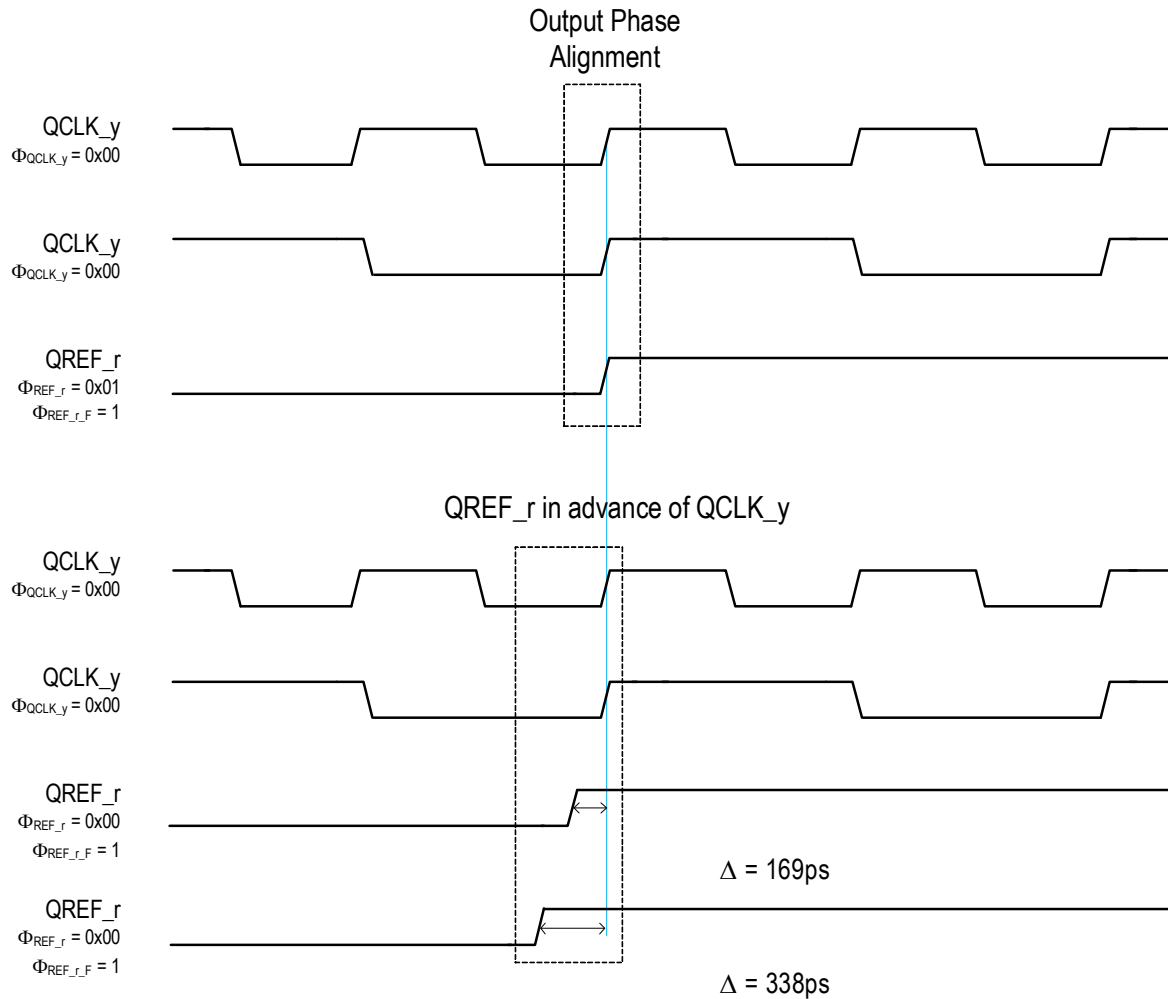 Output Phase
Alignment
QCLK_y
ΦQCLK_y = 0x00
QCLK_y
ΦQCLK_y = 0x00
QREF_r
ΦREF_r = 0x01
ΦREF_r_F = 1
QREF_r in advance of QCLK_y
QCLK_y
ΦQCLK_y = 0x00
QCLK_y
ΦQCLK_y = 0x00
QREF_r
ΦREF_r = 0x00
ΦREF_r_F = 1
Δ = 169ps
QREF_r
ΦREF_r = 0x00
ΦREF_r_F = 1
Δ = 338ps